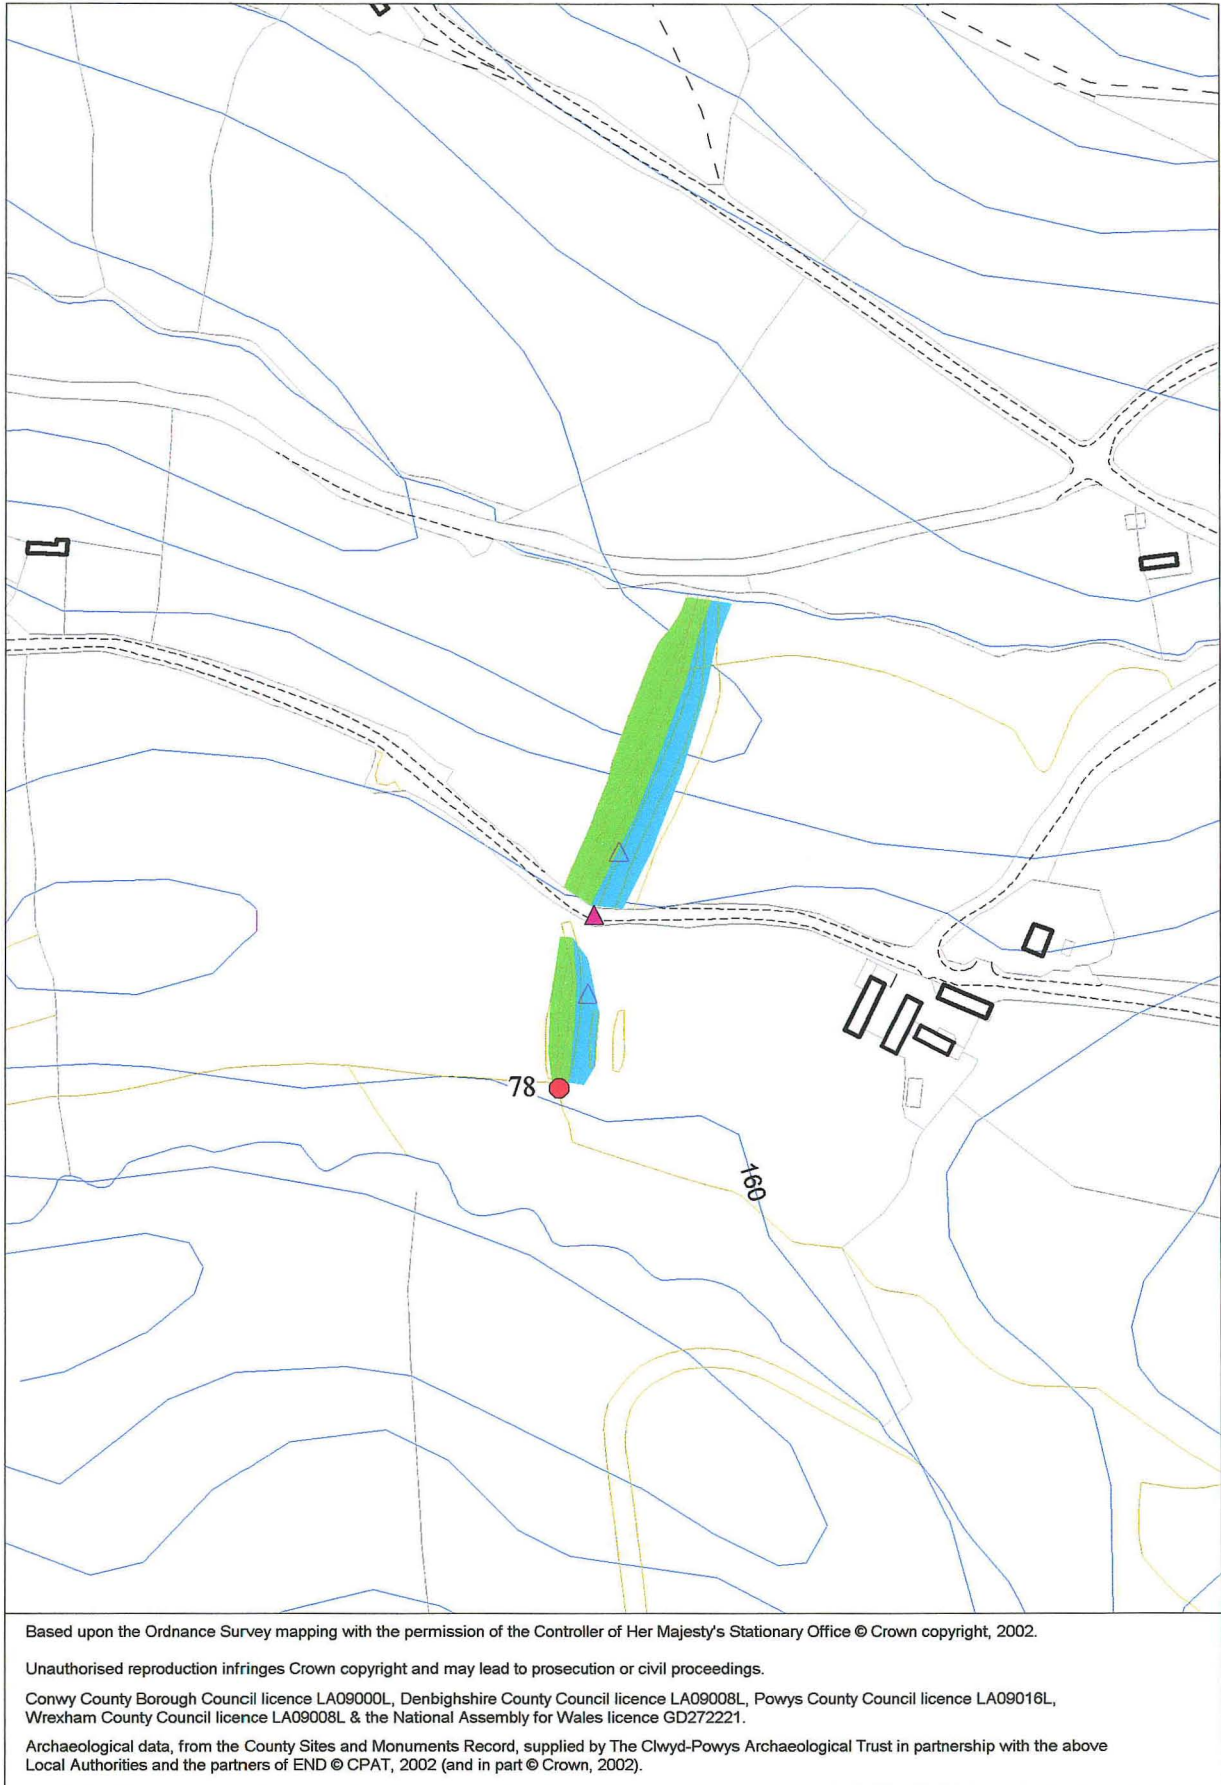 78
160
Based upon the Ordnance Survey mapping with the permission of the Controller of Her Majesty's Stationary Office © Crown copyright, 2002.
Unauthorised reproduction infringes Crown copyright and may lead to prosecution or civil proceedings.
Conwy County Borough Council licence LA09000L, Denbighshire County Council licence LA09008L, Powys County Council licence LA09016L,
Wrexham County Council licence LA09008L & the National Assembly for Wales licence GD272221.
Archaeological data, from the County Sites and Monuments Record, supplied by The Clwyd-Powys Archaeological Trust in partnership with the above
Local Authorities and the partners of END © CPAT, 2002 (and in part © Crown, 2002).